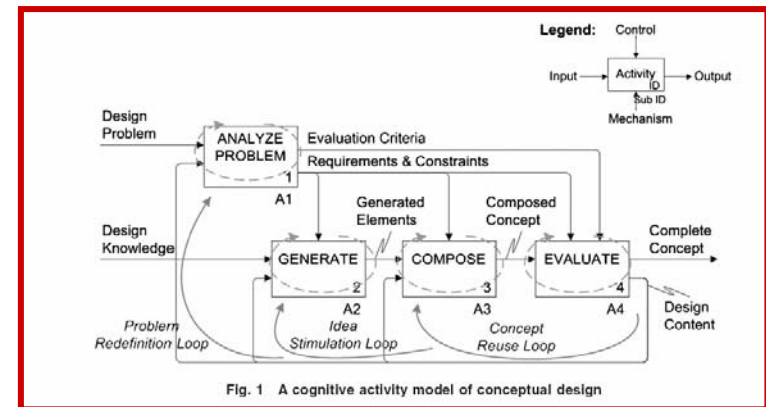 Legend:
Control
Input
Activity
ID
Output
Sub ID
Mechanism
Design
Problem
ANALYZE
PROBLEM
1
A1
Evaluation Criteria
Requirements & Constraints
Generated
Elements
Composed
Concept
Design
Knowledge
Complete
Concept
GENERATE
2
A2
COMPOSE
3
A3
EVALUATE
4
A4
Design
Content
Problem
Redefinition Loop
Idea
Stimulation Loop
Concept
Reuse Loop
Fig. 1 A cognitive activity model of conceptual design